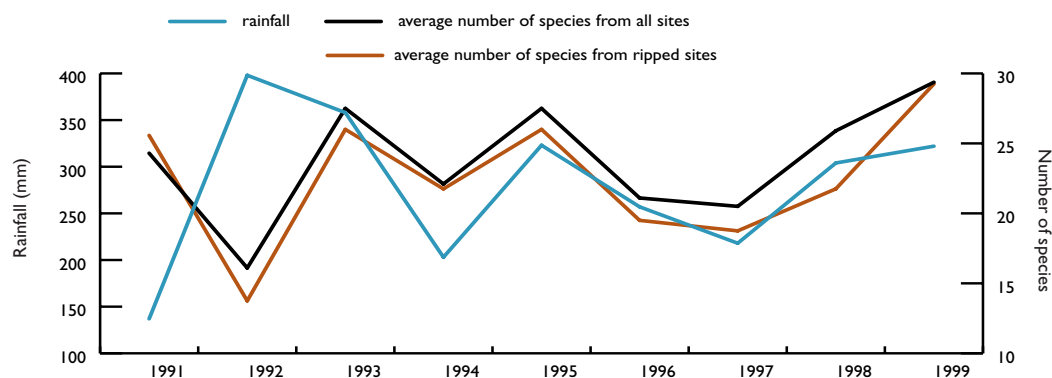 rainfall average number of species from all sites
average number of species from ripped sites
400
350
300
250
200
150
100
Rainfall (mm)
30
25
20
15
10
Number of species
1991 1992 1993 1994 1995 1996 1997 1998 1999